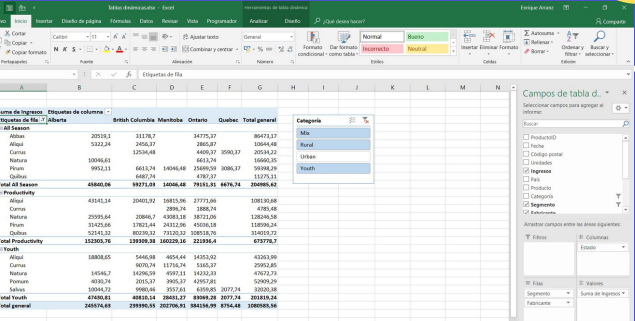 Tablas dinámicasaba - Excel Herramientas de tabla dinámica Enrique Arranz
Inicio Insertar Diseño de página Fórmulas Datos Revisar Vista Programador Analizar Diseño ¿Qué desea hacer? Compartir
Cortar
Copiar
Copiar formato
Calibri 11
N K S
Ajustar texto
Combinar y centrar
General
Formato condicional
Dar formato como tabla
Normal Bueno
Incorrecto Neutral
Insertar Eliminar Formato
Autosuma
Rellenar
Borrar
Ordenar y filtrar
Buscar y seleccionar
Portapapeles Fuente Alineación Número Estilos Celdas Edición
Etiquetas de fila
A B C D E F G H I J K L M N
Suma de Ingresos Etiquetas de columna
Etiquetas de fila Alberta British Columbia Manitoba Ontario Quebec Total general
All Season
Abbas 20519,1 31178,7 34775,37 86473,17
Aliqui 5322,24 2456,37 2865,87 10644,48
Currus 12534,48 4409,37 3590,37 20534,22
Natura 10046,61 6613,74 16660,35
Pirum 9952,11 6613,74 14046,48 25699,59 3086,37 59398,29
Quibus 6487,74 4787,37 11275,11
Total All Season 45840,06 59271,03 14046,48 79151,31 6676,74 204985,62
Productivity
Aliqui 43141,14 20401,92 16815,96 27771,66 108130,68
Currus 2896,74 1888,74 4785,48
Natura 25595,64 20846,7 43083,18 38721,06 128246,58
Pirum 31425,66 17821,44 24312,96 45036,18 118596,24
Quibus 52141,32 80239,32 73120,32 108518,76 314019,72
Total Productivity 152303,76 139309,38 160229,16 221936,4 673778,7
Youth
Aliqui 18808,65 5446,98 4654,44 14353,92 43263,99
Currus 9070,74 11716,74 5165,37 25952,85
Natura 14546,7 14296,59 4597,11 14232,33 47672,73
Pomum 4030,74 2015,37 3905,37 42957,81 52909,29
Salvus 10044,72 9980,46 3557,61 6359,85 2077,74 32020,38
Total Youth 47430,81 40810,14 28431,27 83069,28 2077,74 201819,24
Total general 245574,63 239390,55 202706,91 384156,99 8754,48 1080583,56
Categoría
Mix
Rural
Urban
Youth
Campos de tabla d...
Seleccionar campos para agregar al informe:
Buscar
ProductoID
Fecha
Código postal
Unidades
Ingresos
País
Producto
Categoria
Segmento
Fabricante
Arrastrar campos entre las áreas siguientes:
Filtros Columnas
Estado
Filas Valores
Segmento Suma de Ingresos
Fabricante